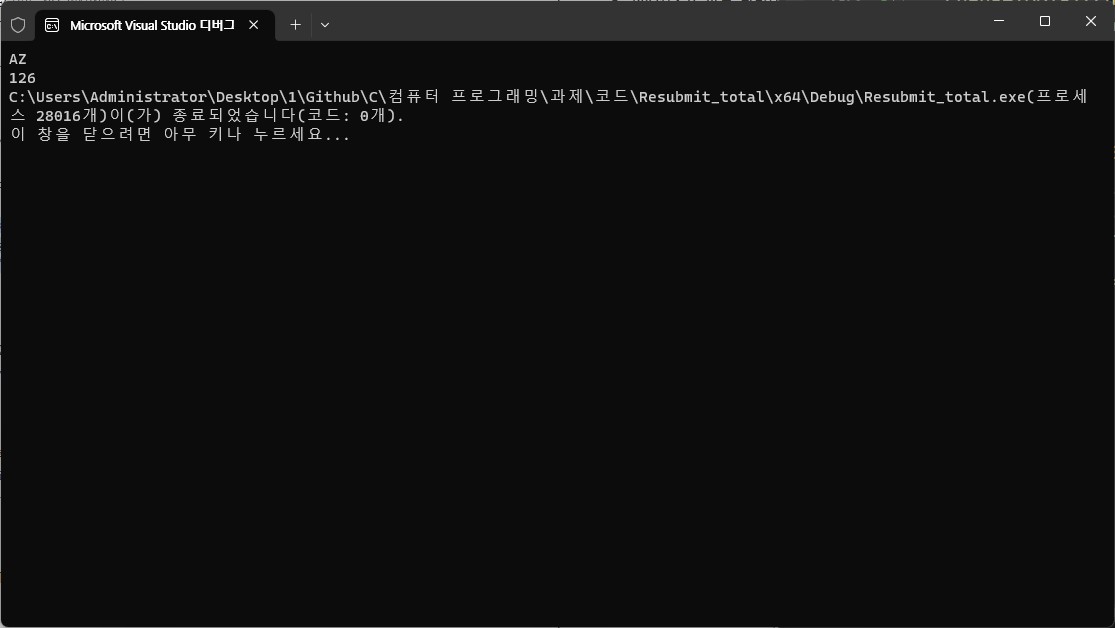 Microsoft Visual Studio 디버그
AZ
126
C:\Users\Administrator\Desktop\1\Github\C\컴퓨터 프로그래밍\과제\코드\Resubmit_total\x64\Debug\Resubmit_total.exe(프로세
스 28016개)이(가) 종료되었습니다(코드: 0개).
이 창을 닫으려면 아무 키나 누르세요...